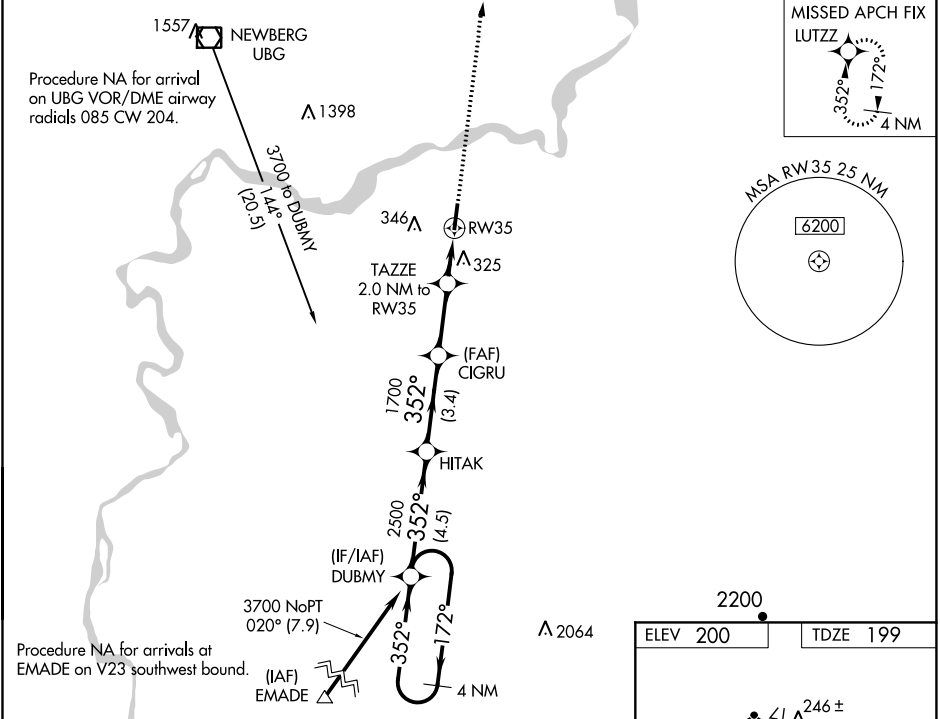 1557
NEWBERG
UBG
Procedure NA for arrival
on UBG VOR/DME airway
radials 085 CW 204.
1398
3700 to DUBMY
144°
(20.5)
MISSED APCH FIX
LUTZZ
352°
172°
4 NM
MSA RW35 25 NM
6200
346
RW35
325
TAZZE
2.0 NM to
RW35
(FAF)
CIGRU
1700
352°
(3.4)
HITAK
2500
352°
(4.5)
(IF/IAF)
DUBMY
3700 NoPT
020° (7.9)
352°
172°
4 NM
Procedure NA for arrivals at
EMADE on V23 southwest bound.
(IAF)
EMADE
2064
2200
ELEV 200
TDZE 199
246 ±